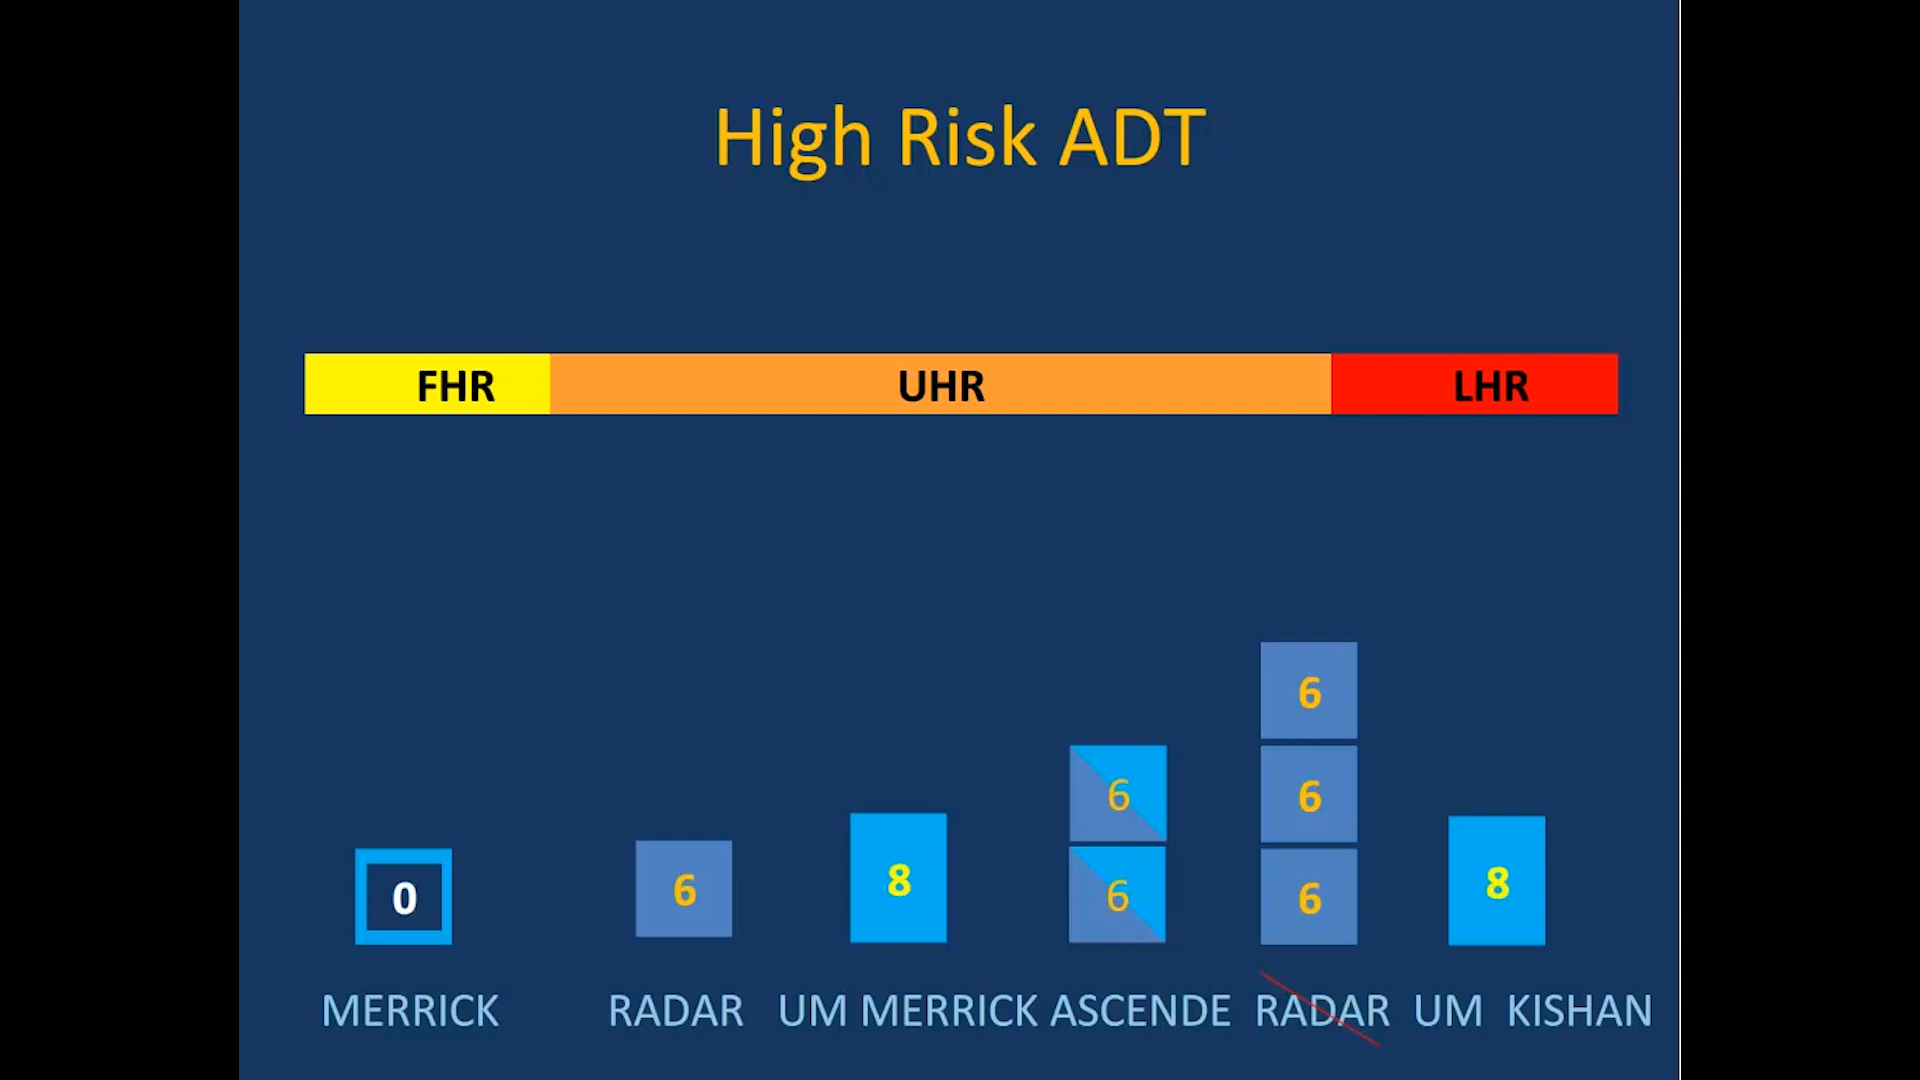 High Risk ADT
FHR UHR LHR
6
6 6
0 6 8 6 6 8
MERRICK RADAR UM MERRICK ASCENDE RADAR UM KISHAN